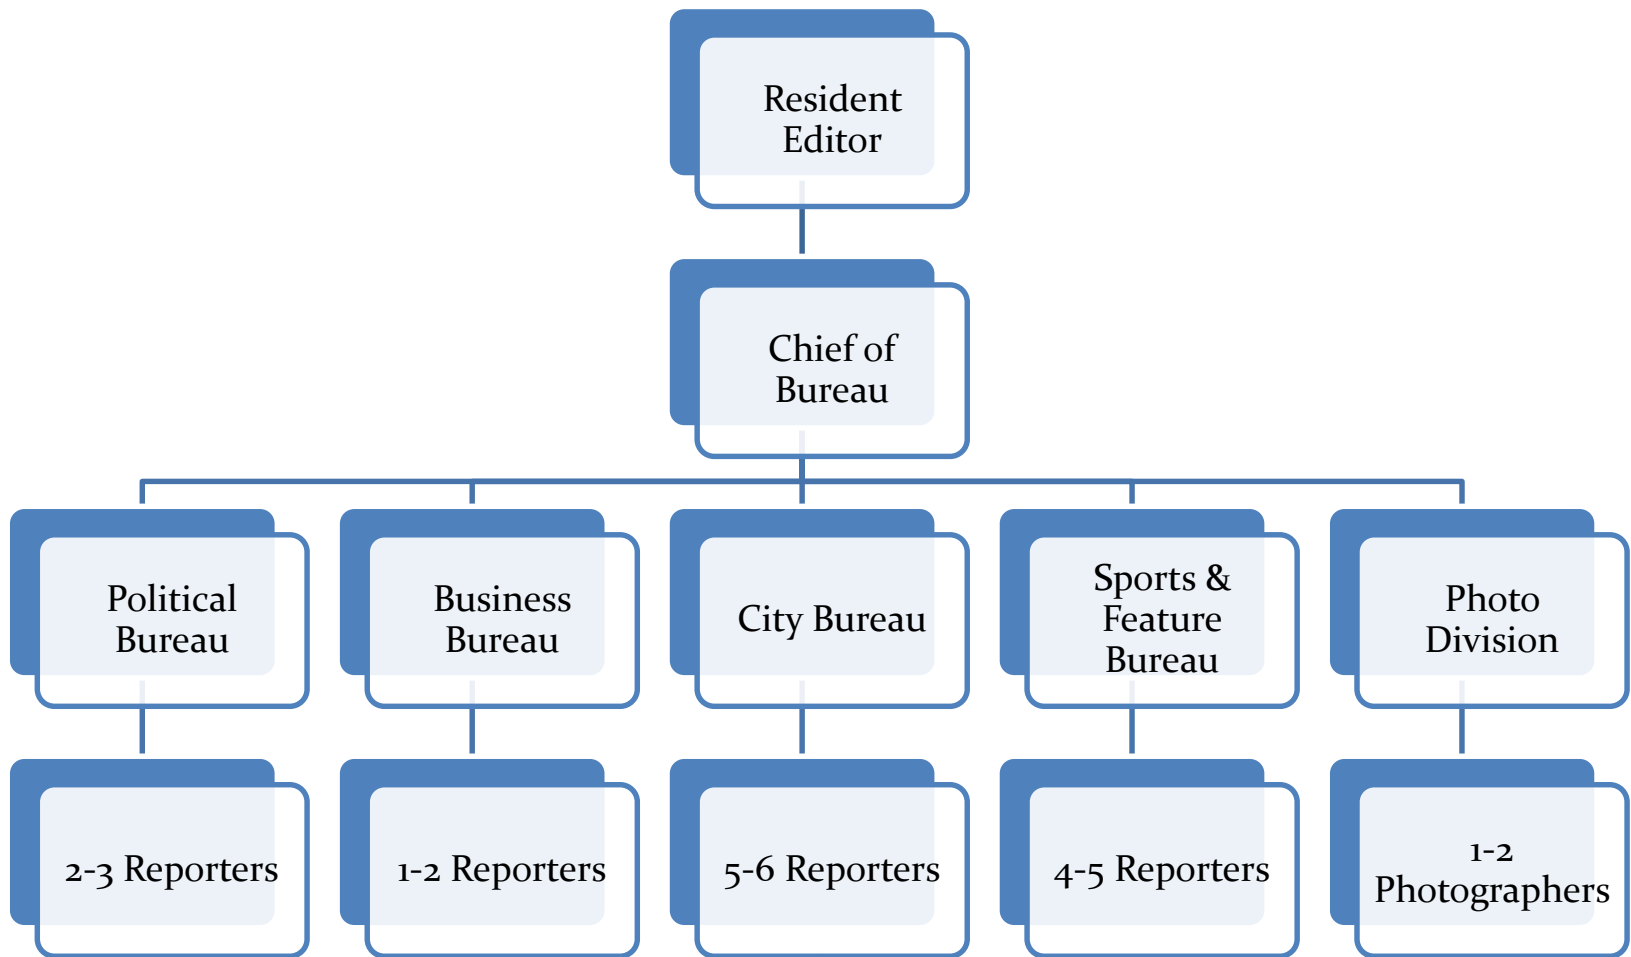 Resident
Editor
Chief of
Bureau
Political
Bureau
Business
Bureau
City Bureau
Sports &
Feature
Bureau
Photo
Division
2-3 Reporters
1-2 Reporters
5-6 Reporters
4-5 Reporters
1-2
Photographers